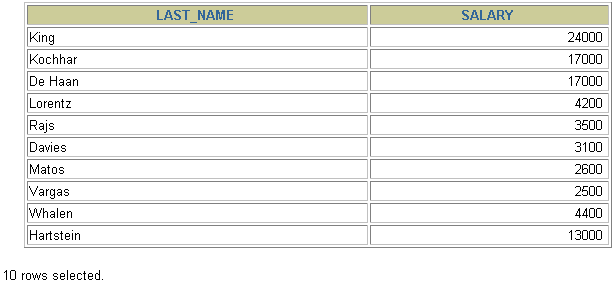 LAST_NAME SALARY
King 24000
Kochhar 17000
De Haan 17000
Lorentz 4200
Rajs 3500
Davies 3100
Matos 2600
Vargas 2500
Whalen 4400
Hartstein 13000
10 rows selected.